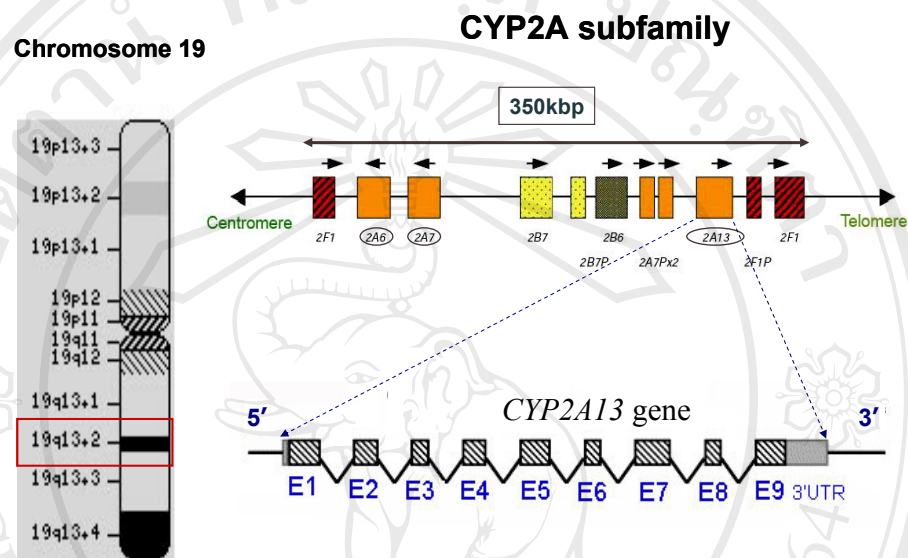 CYP2A subfamily
Chromosome 19
350kbp
19p13+3
19p13+2
19p13+1
19p12
19p11
19q11
19q12
19q13+1
19q13+2
19q13+3
19q13+4
Centromere
Telomere
2F1 2A6 2A7 2B7 2B6 2A13 2F1
2B7P 2A7Px2 2F1P
CYP2A13 gene
5′ 3′
E1 E2 E3 E4 E5 E6 E7 E8 E9 3'UTR